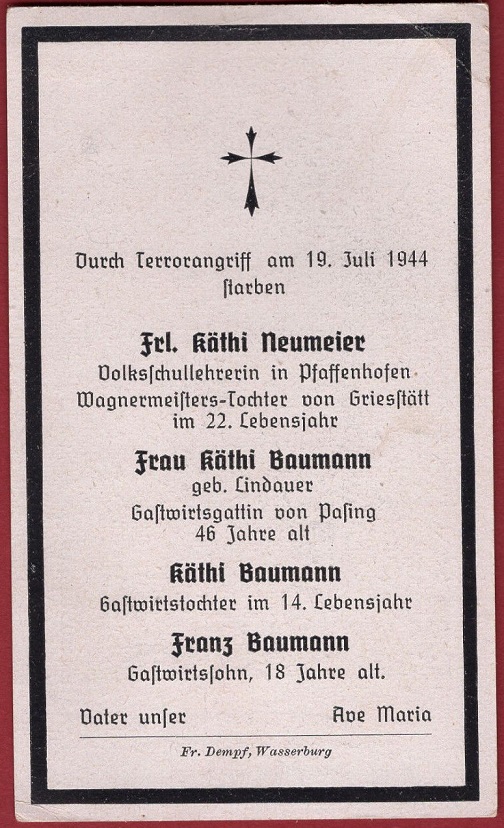 Durch Terrorangriff am 19. Juli 1944
starben
Frl. Käthi Neumeier
Volksschullehrerin in Pfaffenhofen
Wagnermeisters-Tochter von Griesstätt
im 22. Lebensjahr
Frau Käthi Baumann
geb. Lindauer
Gastwirtsgattin von Pasing
46 Jahre alt
Käthi Baumann
Gastwirtstochter im 14. Lebensjahr
Franz Baumann
Gastwirtssohn, 18 Jahre alt.
Vater unser Ave Maria
Fr. Dempf, Wasserburg